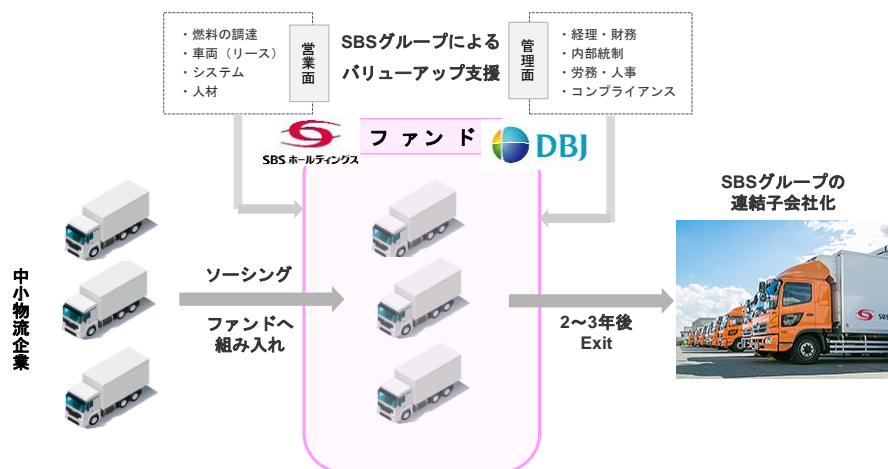 ・燃料の調達
・車両（リース）
・システム
・人材
営業面
SBSグループによる
バリューアップ支援
管理面
・経理・財務
・内部統制
・労務・人事
・コンプライアンス
ファンド
SBS ホールディングス
DBJ
中小物流企業
ソーシング
ファンドへ
組み入れ
2～3年後
Exit
SBSグループの
連結子会社化
SBS